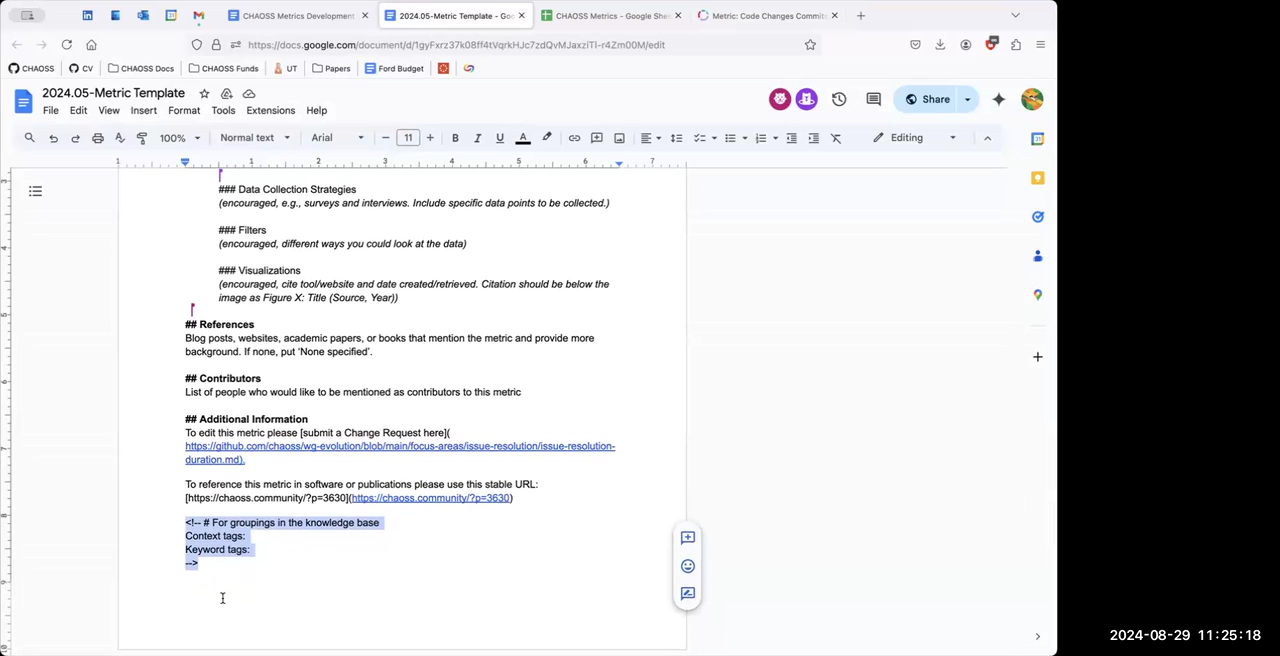 CHAOSS Metrics Development
2024.05-Metric Template - Goo
CHAOSS Metrics - Google She
Metric: Code Changes Commits
https://docs.google.com/document/d/1gyFxrz37k08ff4tVqrkHJc7zdQvMJaxziTl-r4Zm00M/edit
CHAOSS
CV
CHAOSS Docs
CHAOSS Funds
UT
Papers
Ford Budget
2024.05-Metric Template
File Edit View Insert Format Tools Extensions Help
Share
100% Normal text Arial 11 Editing
### Data Collection Strategies
(encouraged, e.g., surveys and interviews. Include specific data points to be collected.)
### Filters
(encouraged, different ways you could look at the data)
### Visualizations
(encouraged, cite tool/website and date created/retrieved. Citation should be below the
image as Figure X: Title (Source, Year))
## References
Blog posts, websites, academic papers, or books that mention the metric and provide more
background. If none, put 'None specified'.
## Contributors
List of people who would like to be mentioned as contributors to this metric
## Additional Information
To edit this metric please [submit a Change Request here](
https://github.com/chaoss/wg-evolution/blob/main/focus-areas/issue-resolution/issue-resolution-
duration.md).
To reference this metric in software or publications please use this stable URL:
[https://chaoss.community/?p=3630](https://chaoss.community/?p=3630)
<!-- # For groupings in the knowledge base
Context tags:
Keyword tags:
-->
2024-08-29 11:25:18